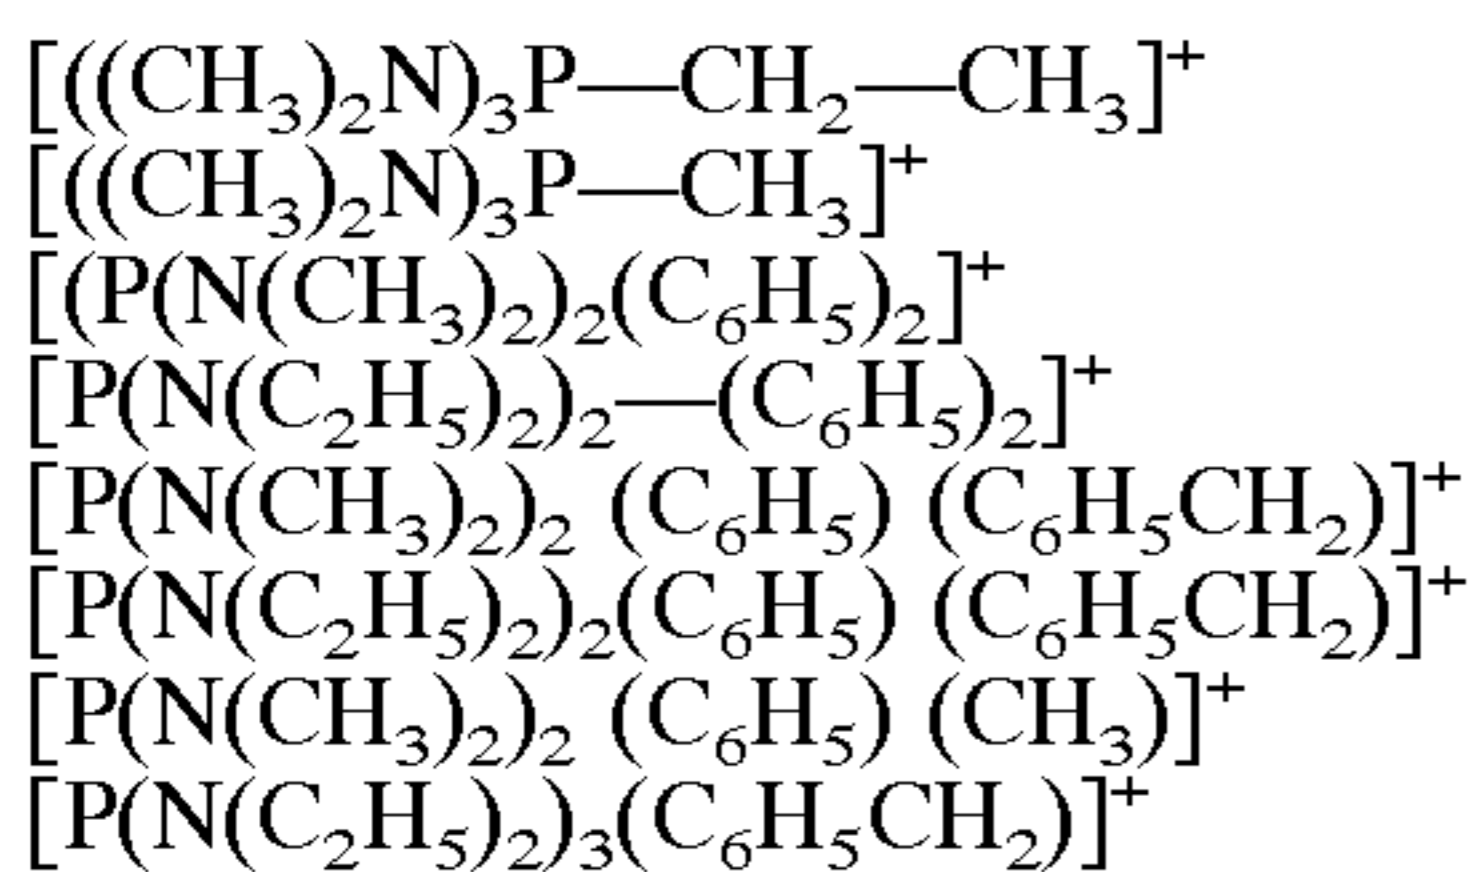 [((CH₃)₂N)₃P—CH₂—CH₃]⁺
[((CH₃)₂N)₃P—CH₃]⁺
[(P(N(CH₃)₂)₂(C₆H₅)₂]⁺
[P(N(C₂H₅)₂)₂—(C₆H₅)₂]⁺
[P(N(CH₃)₂)₂ (C₆H₅) (C₆H₅CH₂)]⁺
[P(N(C₂H₅)₂)₂(C₆H₅) (C₆H₅CH₂)]⁺
[P(N(CH₃)₂)₂ (C₆H₅) (CH₃)]⁺
[P(N(C₂H₅)₂)₃(C₆H₅CH₂)]⁺